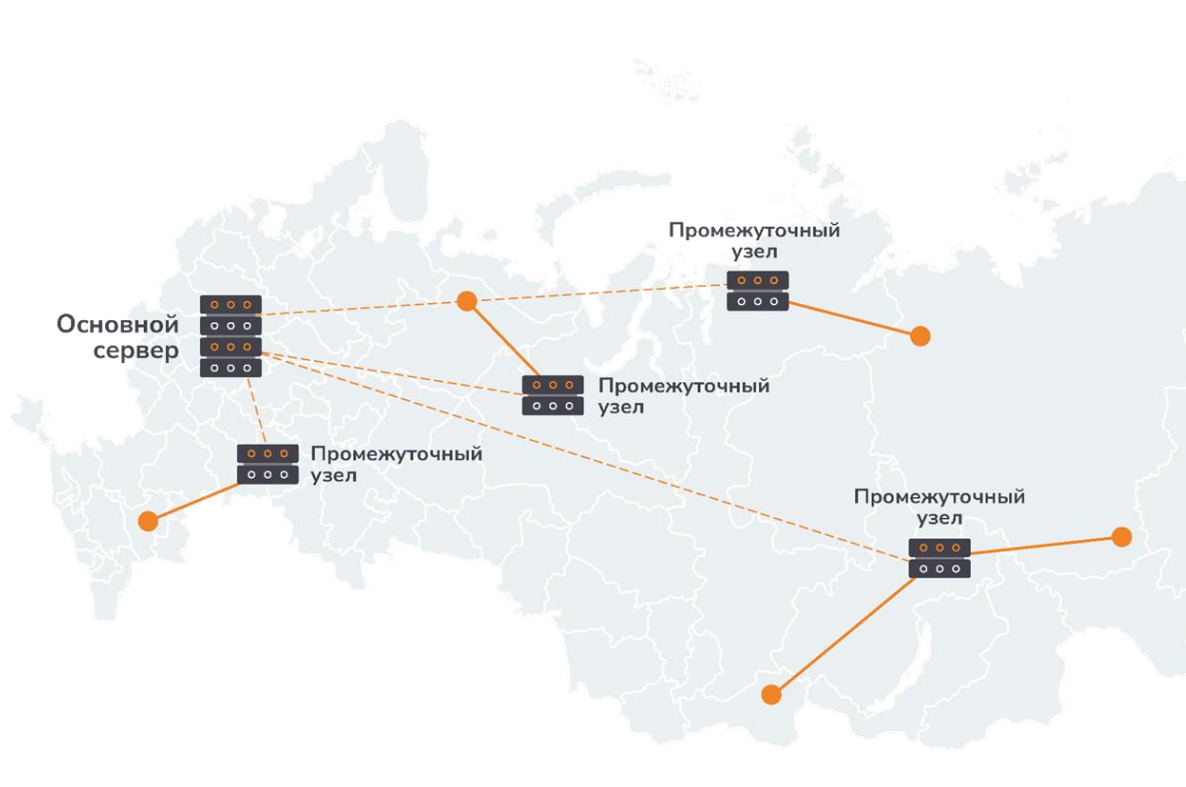 Промежуточный
узел
Основной
сервер
Промежуточный
узел
Промежуточный
узел
Промежуточный
узел